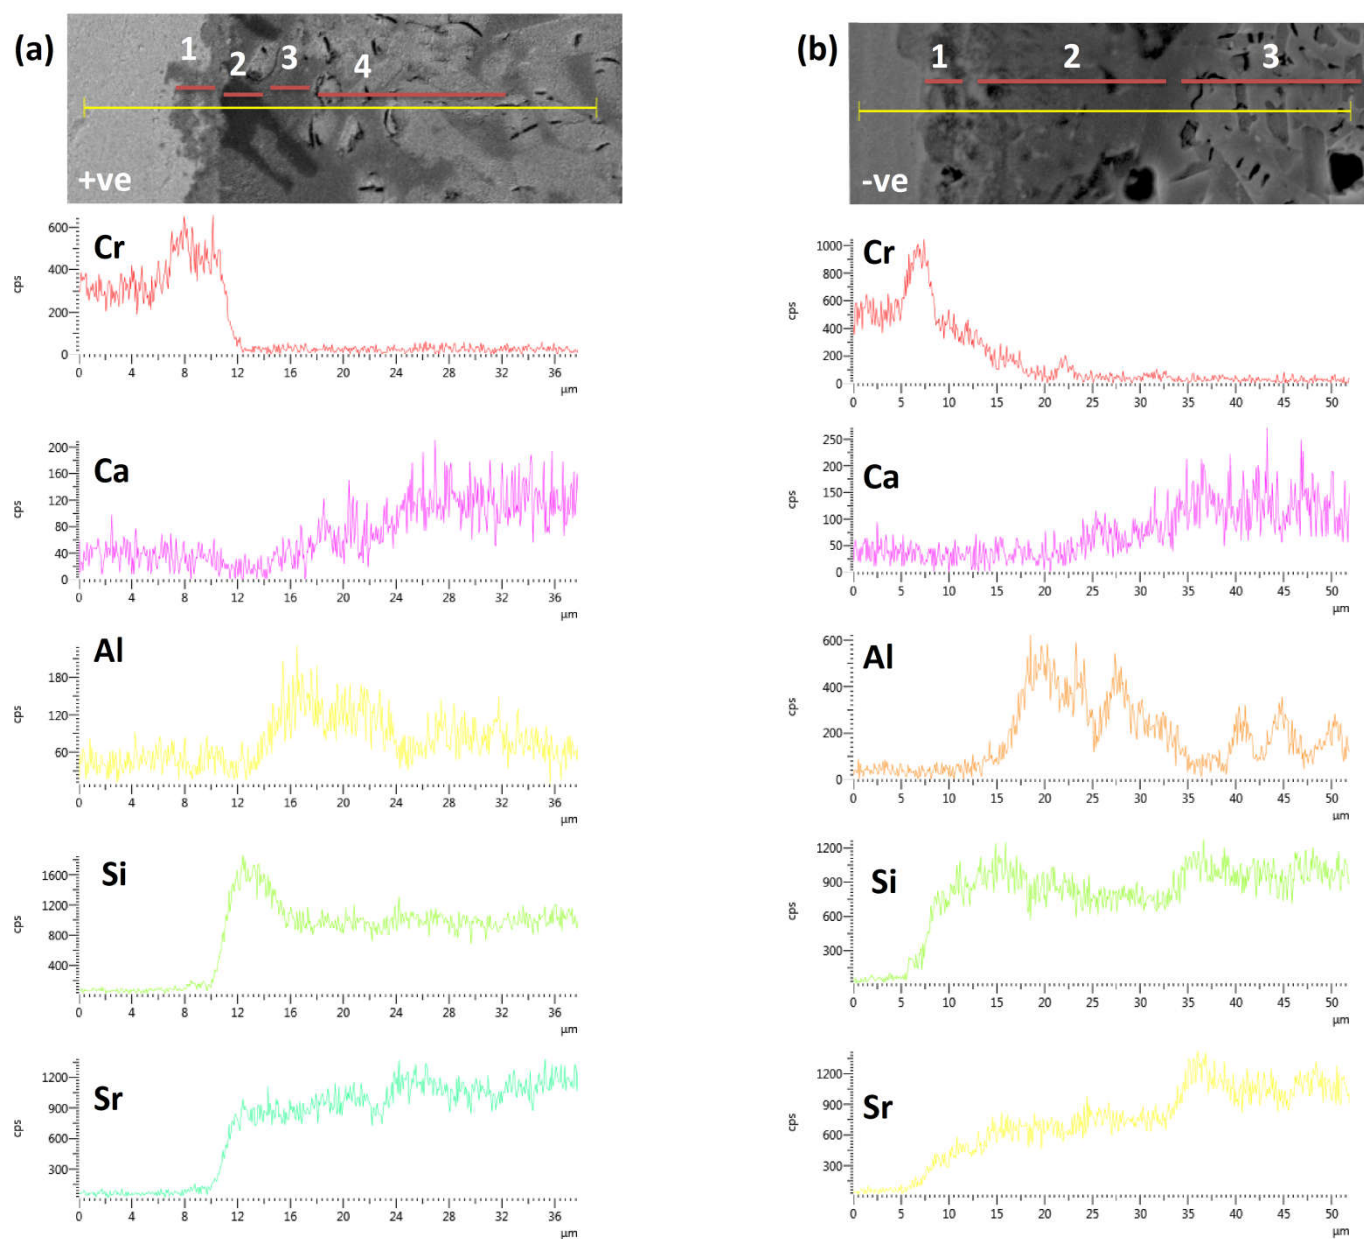 (a)
1
2
3
4
+ve
Cr
600
400
200
0
cps
0 4 8 12 16 20 24 28 32 36
µm
Ca
200
160
120
80
40
0
cps
0 4 8 12 16 20 24 28 32 36
µm
Al
180
120
60
cps
0 4 8 12 16 20 24 28 32 36
µm
Si
1600
1200
800
400
cps
0 4 8 12 16 20 24 28 32 36
µm
Sr
1200
900
600
300
cps
0 4 8 12 16 20 24 28 32 36
µm
(b)
1
2
3
-ve
Cr
1000
800
600
400
200
0
cps
0 5 10 15 20 25 30 35 40 45 50
µm
Ca
250
200
150
100
50
0
cps
0 5 10 15 20 25 30 35 40 45 50
µm
Al
600
400
200
0
cps
0 5 10 15 20 25 30 35 40 45 50
µm
Si
1200
900
600
300
cps
0 5 10 15 20 25 30 35 40 45 50
µm
Sr
1200
900
600
300
cps
0 5 10 15 20 25 30 35 40 45 50
µm